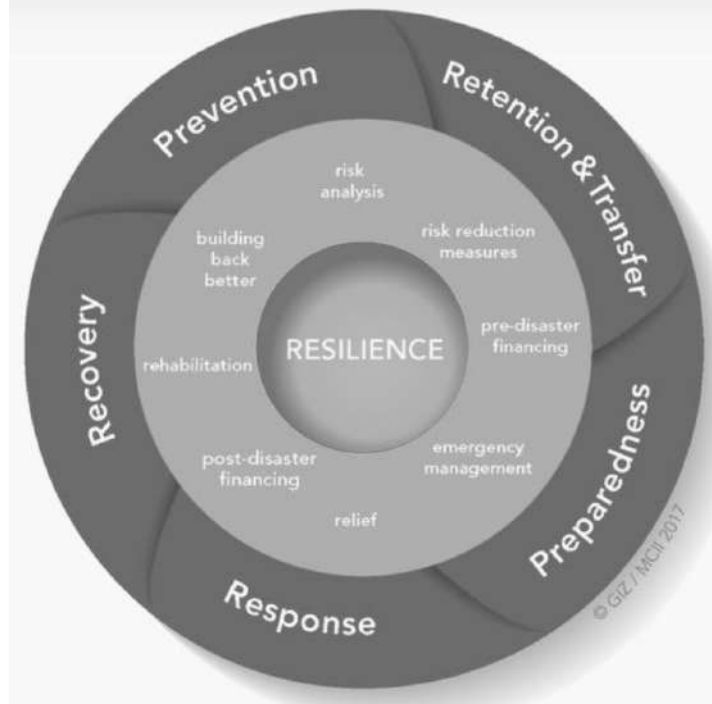 Prevention
Retention & Transfer
Preparedness
Response
Recovery
risk
analysis
risk reduction
measures
pre-disaster
financing
emergency
management
relief
post-disaster
financing
rehabilitation
building
back
better
RESILIENCE
© GIZ / MCII 2017